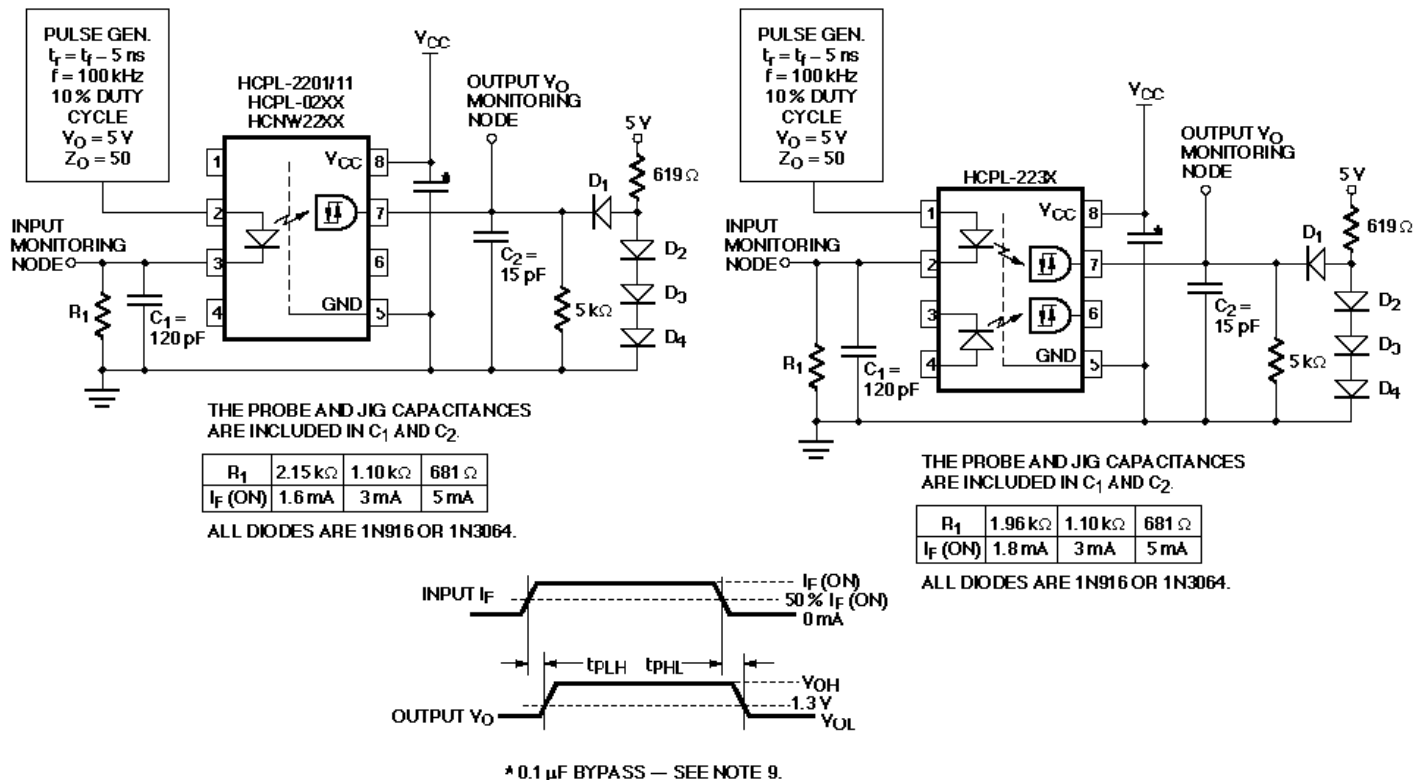 PULSE GEN.
tr = tf – 5 ns
f = 100 kHz
10 % DUTY
CYCLE
VO = 5 V
ZO = 50
HCPL-2201/11
HCPL-02XX
HCNW22XX
VCC
OUTPUT VO
MONITORING
NODE
5 V
619 Ω
D1
D2
D3
D4
1
2
3
4
VCC 8
7
6
GND 5
INPUT
MONITORING
NODE
R1
C1 =
120 pF
C2 =
15 pF
5 kΩ
*
THE PROBE AND JIG CAPACITANCES
ARE INCLUDED IN C1 AND C2.
R1 2.15 kΩ 1.10 kΩ 681 Ω
IF (ON) 1.6 mA 3 mA 5 mA
ALL DIODES ARE 1N916 OR 1N3064.
PULSE GEN.
tr = tf – 5 ns
f = 100 kHz
10 % DUTY
CYCLE
VO = 5 V
ZO = 50
HCPL-223X
VCC
OUTPUT VO
MONITORING
NODE
5 V
619 Ω
D1
D2
D3
D4
1
2
3
4
VCC 8
7
6
GND 5
INPUT
MONITORING
NODE
R1
C1 =
120 pF
C2 =
15 pF
5 kΩ
*
THE PROBE AND JIG CAPACITANCES
ARE INCLUDED IN C1 AND C2.
R1 1.96 kΩ 1.10 kΩ 681 Ω
IF (ON) 1.8 mA 3 mA 5 mA
ALL DIODES ARE 1N916 OR 1N3064.
INPUT IF
IF (ON)
50 % IF (ON)
0 mA
tPLH tPHL
OUTPUT VO
VOH
1.3 V
VOL
* 0.1 µF BYPASS — SEE NOTE 9.